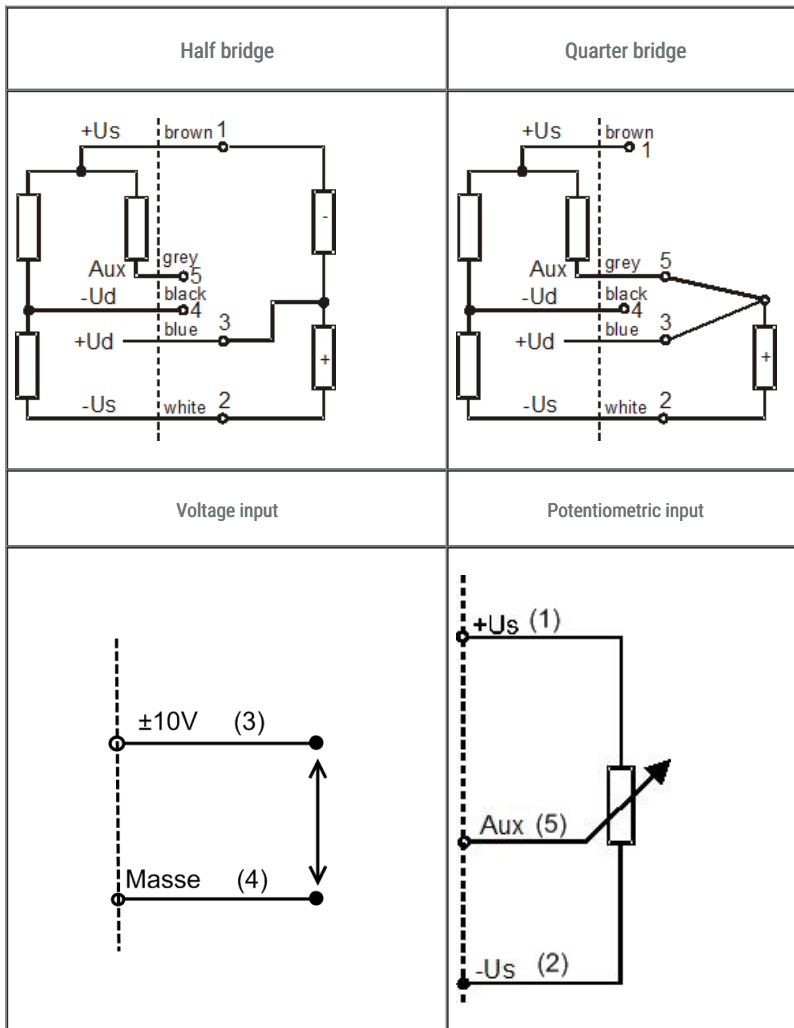 Half bridge
Quarter bridge
+Us
brown 1
-
Aux
grey
5
-Ud
black
4
+Ud
blue
3
+
-Us
white
2
+Us
brown
1
Aux
grey
5
-Ud
black
4
+Ud
blue
3
+
-Us
white
2
Voltage input
Potentiometric input
±10V (3)
Masse (4)
+Us (1)
Aux (5)
-Us (2)